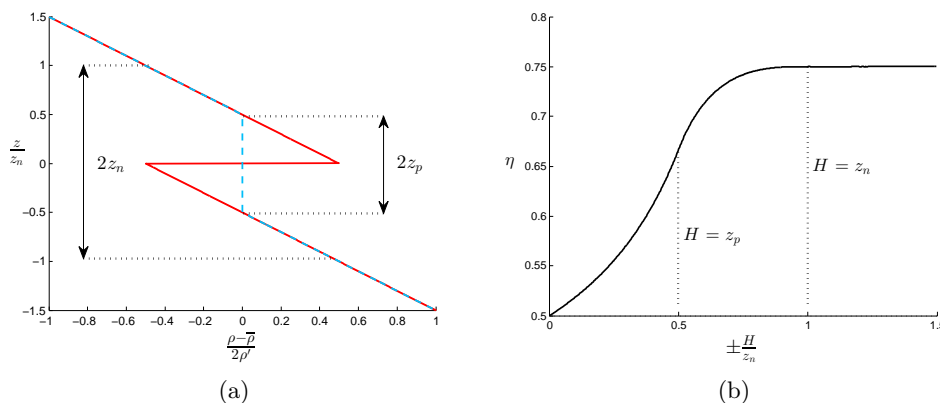 1.5
1
0.5
0
−0.5
−1
−1.5
z/z_n
2z_n
2z_p
−1 −0.8 −0.6 −0.4 −0.2 0 0.2 0.4 0.6 0.8 1
ρ−ρ̅/2ρ′
(a)
0.8
0.75
0.7
0.65
0.6
0.55
0.5
η
H = z_n
H = z_p
0 0.5 1 1.5
±H/z_n
(b)